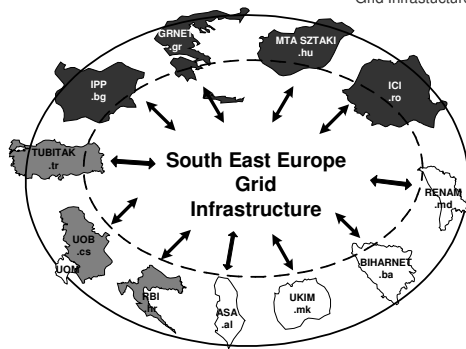 Grid Infrastructure
GRNET
.gr
MTA SZTAKI
.hu
IPP
.bg
ICI
.ro
TUBITAK
.tr
South East Europe
Grid
Infrastructure
RENAM
.md
UOB
.cs
UOM
RBI
.hr
ASA
.al
UKIM
.mk
BIHARNET
.ba